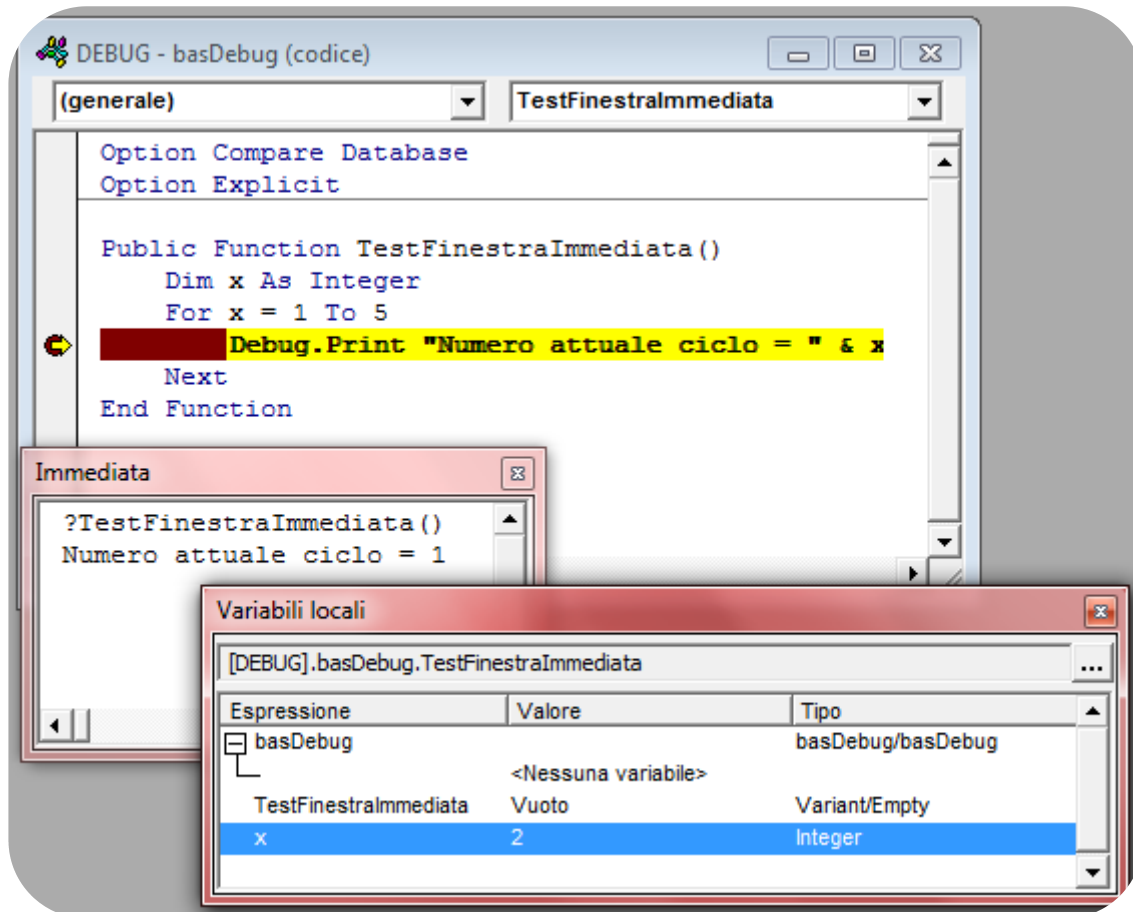 DEBUG - basDebug (codice)
(generale) TestFinestraImmediata
Option Compare Database
Option Explicit
Public Function TestFinestraImmediata()
Dim x As Integer
For x = 1 To 5
Debug.Print "Numero attuale ciclo = " & x
Next
End Function
Immediata
?TestFinestraImmediata()
Numero attuale ciclo = 1
Variabili locali
[DEBUG].basDebug.TestFinestraImmediata ...
Espressione Valore Tipo
basDebug basDebug/basDebug
<Nessuna variabile>
TestFinestraImmediata Vuoto Variant/Empty
x 2 Integer